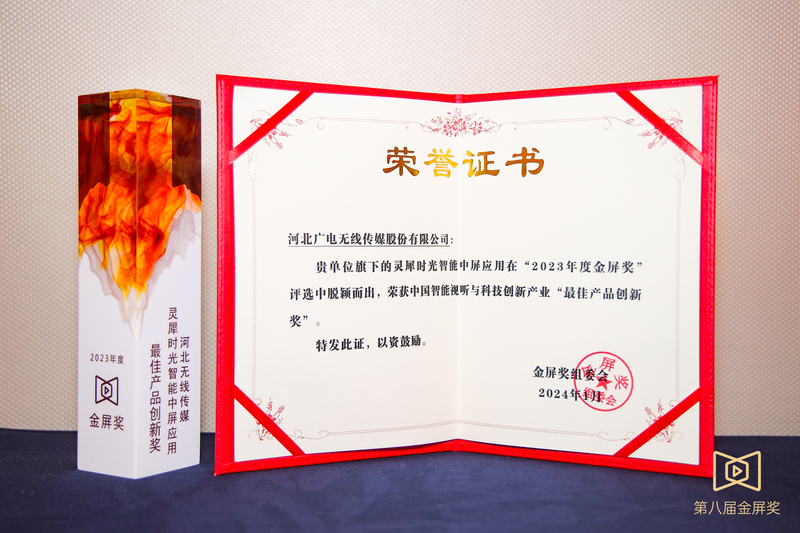 荣誉证书
河北广电无线传媒股份有限公司:
贵单位旗下的灵犀时光智能中屏应用在“2023年度金屏奖”
评选中脱颖而出，荣获中国智能视听与科技创新产业“最佳产品创新
奖”。
特发此证，以资鼓励。
金屏奖组委会
2024年1月
金屏奖
组委会
2023年度
金屏奖
河北无线传媒
灵犀时光智能中屏应用
最佳产品创新奖
第八届金屏奖